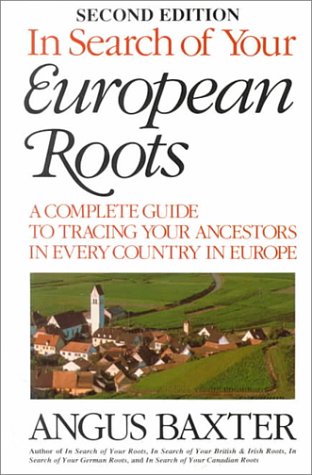 SECOND EDITION
In Search of Your
European
Roots
A COMPLETE GUIDE
TO TRACING YOUR ANCESTORS
IN EVERY COUNTRY IN EUROPE
ANGUS BAXTER
Author of In Search of Your Roots, In Search of Your British & Irish Roots, In
Search of Your German Roots, and In Search of Your Canadian Roots